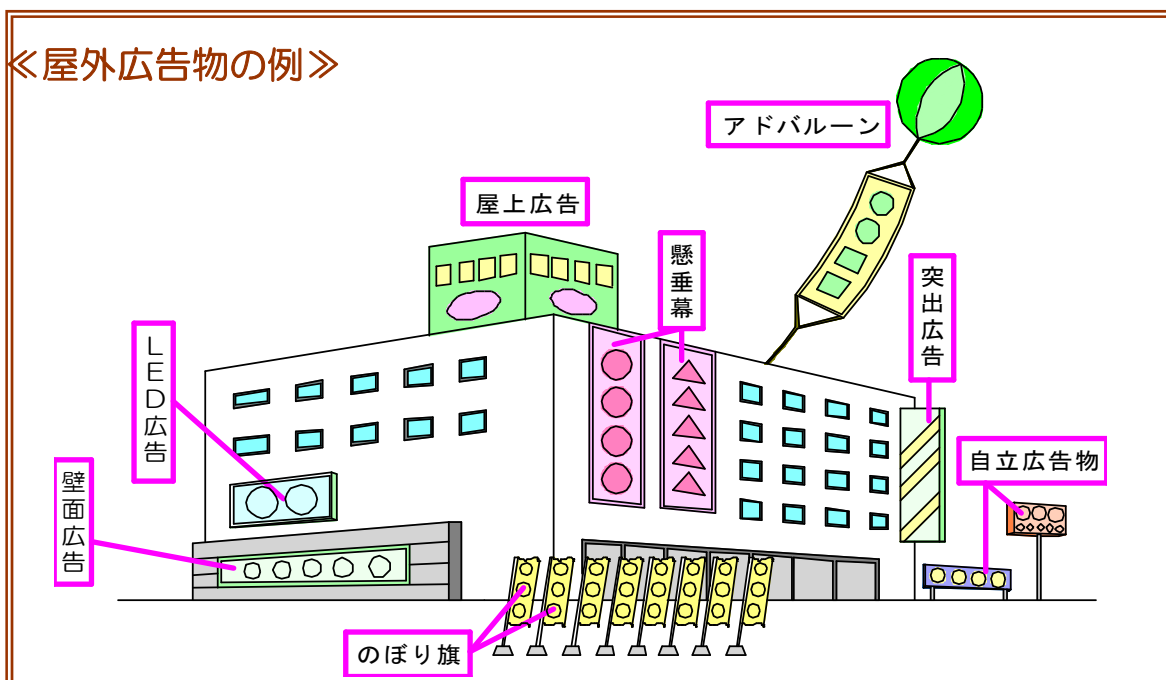 ≪屋外広告物の例≫
アドバルーン
屋上広告
懸垂幕
突出広告
LED広告
自立広告物
壁面広告
のぼり旗